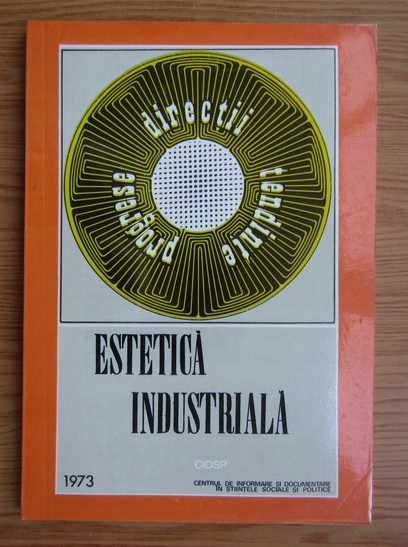 progrese direcții tendințe
ESTETICĂ
INDUSTRIALĂ
CIDSP
1973
CENTRUL DE INFORMARE ȘI DOCUMENTARE
ÎN ȘTIINȚELE SOCIALE ȘI POLITICE